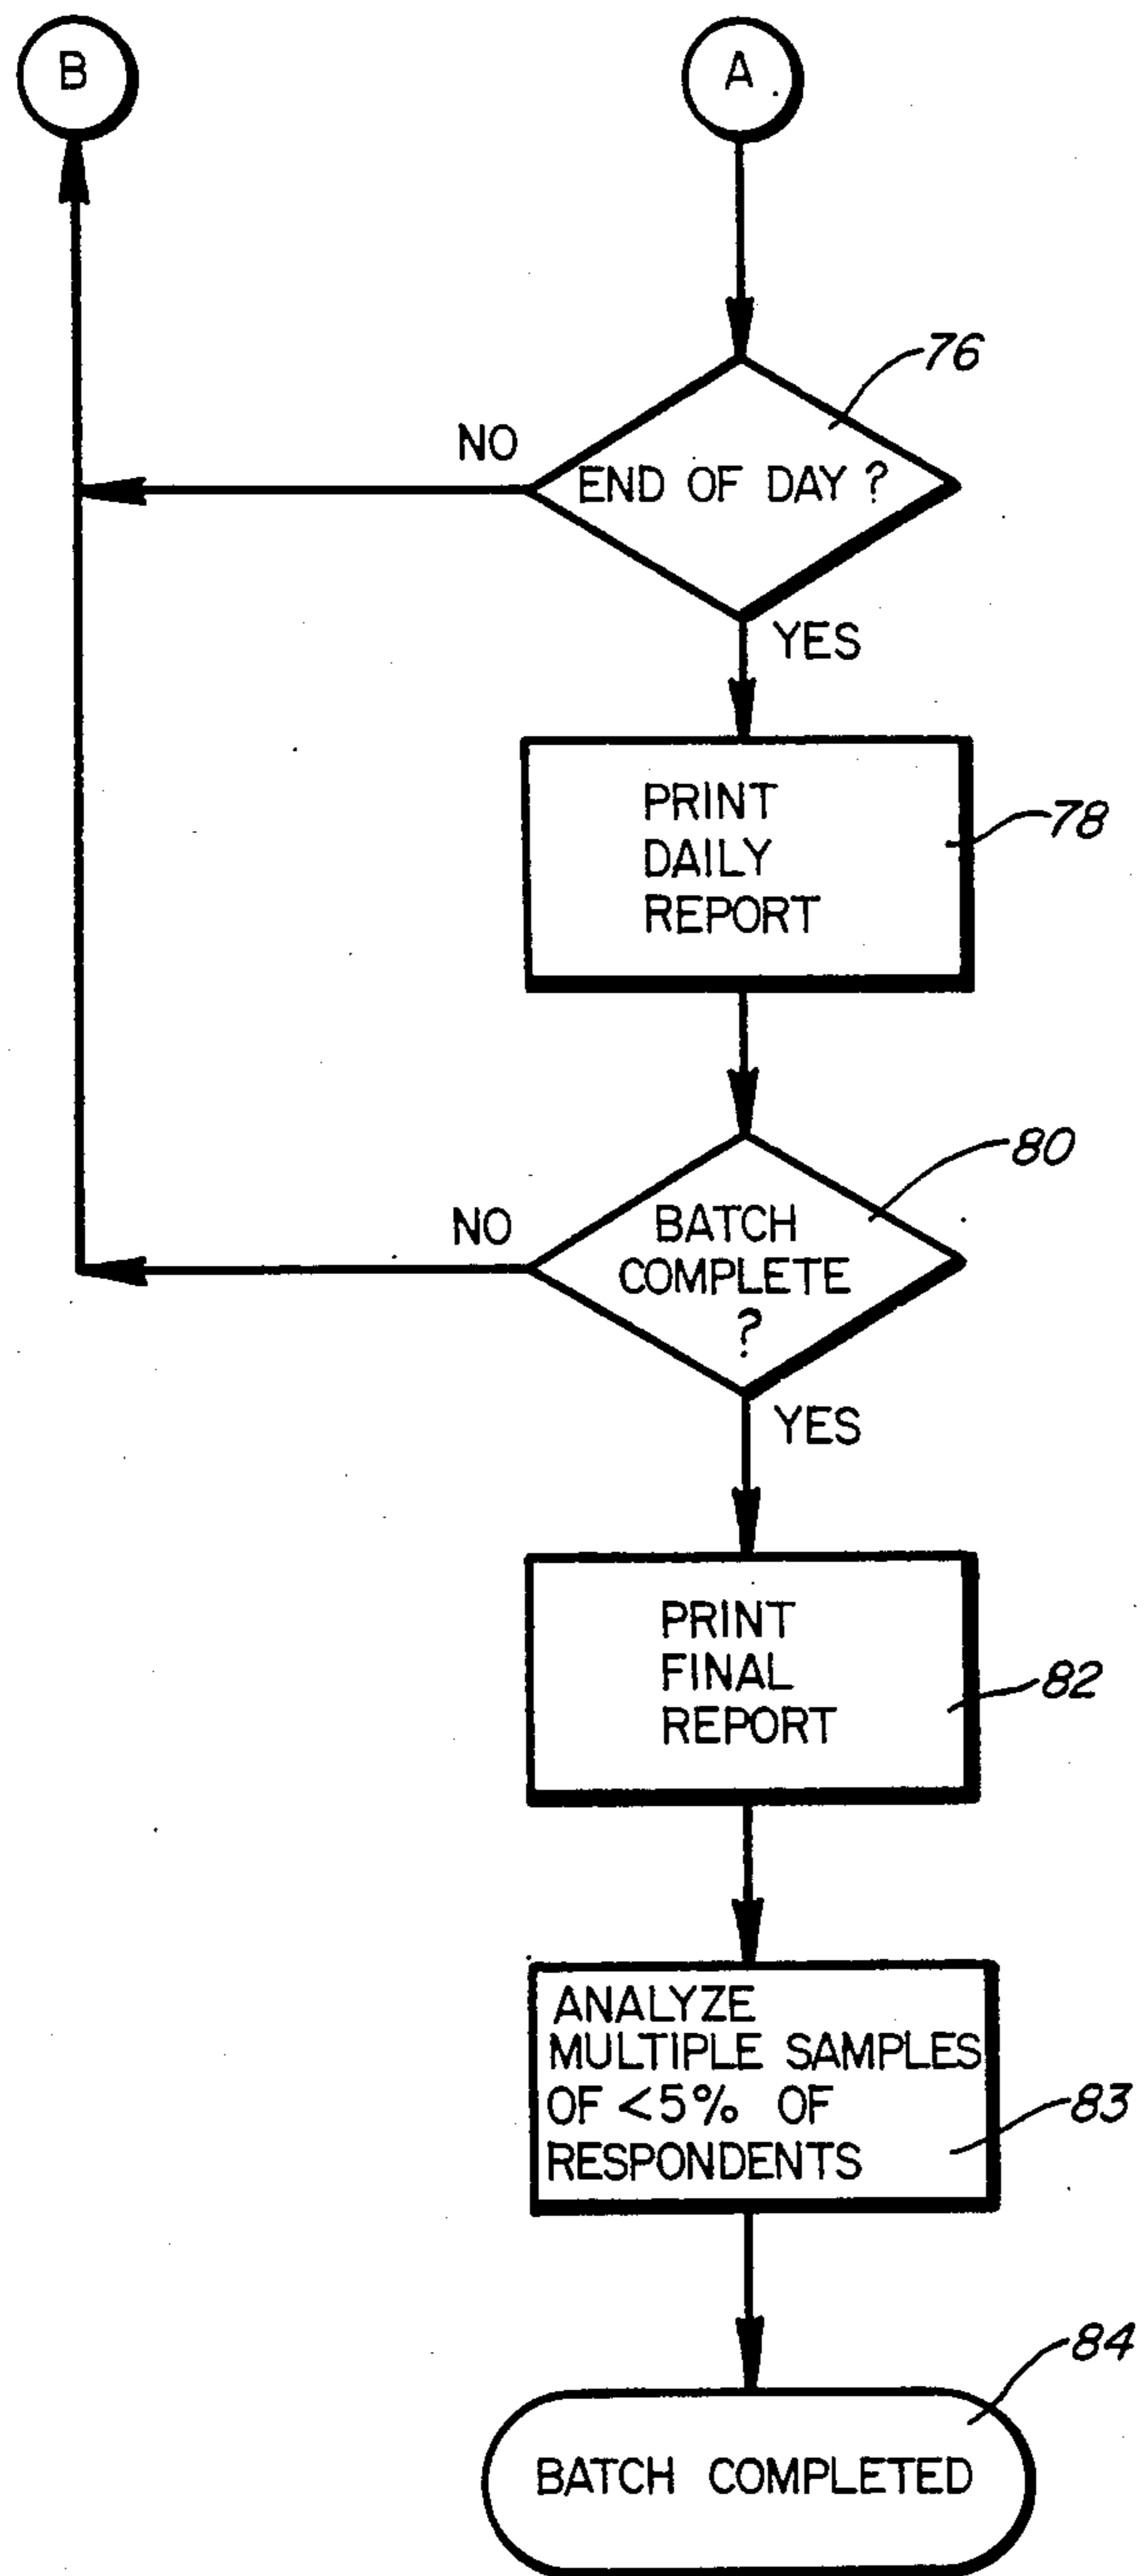 B
A
76
NO
END OF DAY ?
YES
PRINT
DAILY
REPORT
78
80
NO
BATCH
COMPLETE
?
YES
PRINT
FINAL
REPORT
82
ANALYZE
MULTIPLE SAMPLES
OF <5% OF
RESPONDENTS
83
84
BATCH COMPLETED